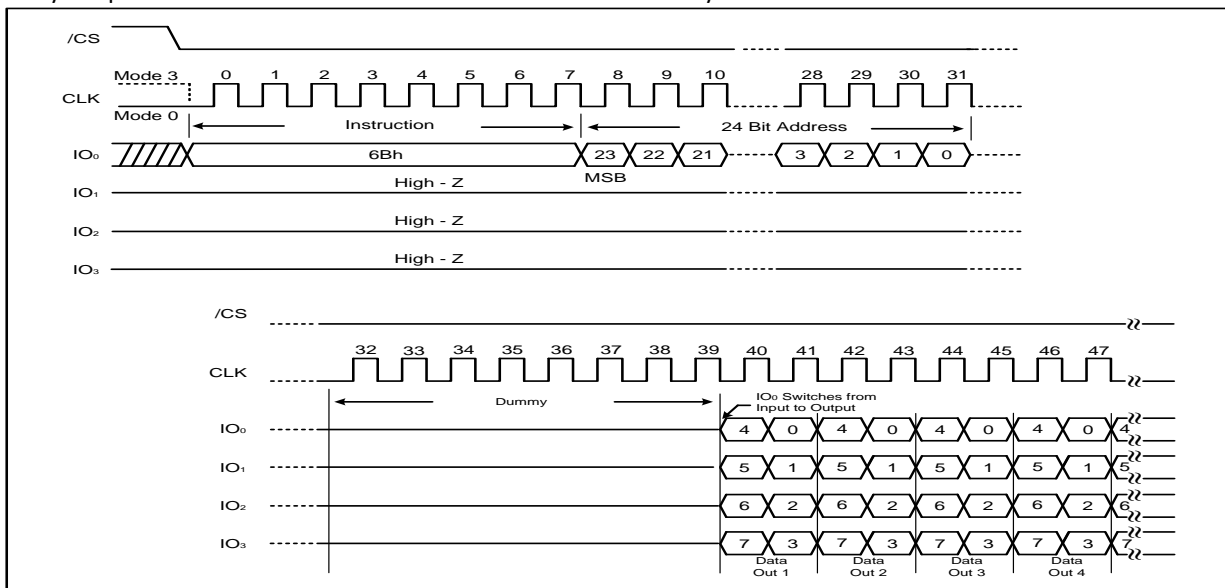 /CS
Mode 3 0 1 2 3 4 5 6 7 8 9 10 28 29 30 31
CLK
Mode 0
Instruction 24 Bit Address
IO₀ 6Bh 23 22 21 3 2 1 0
MSB
High - Z
IO₁
High - Z
IO₂
High - Z
IO₃
/CS
32 33 34 35 36 37 38 39 40 41 42 43 44 45 46 47
CLK
Dummy
IO₀ Switches from
Input to Output
IO₀ 4 0 4 0 4 0 4 0 4
IO₁ 5 1 5 1 5 1 5 1 5
IO₂ 6 2 6 2 6 2 6 2 6
IO₃ 7 3 7 3 7 3 7 3 7
Data Data Data Data
Out 1 Out 2 Out 3 Out 4